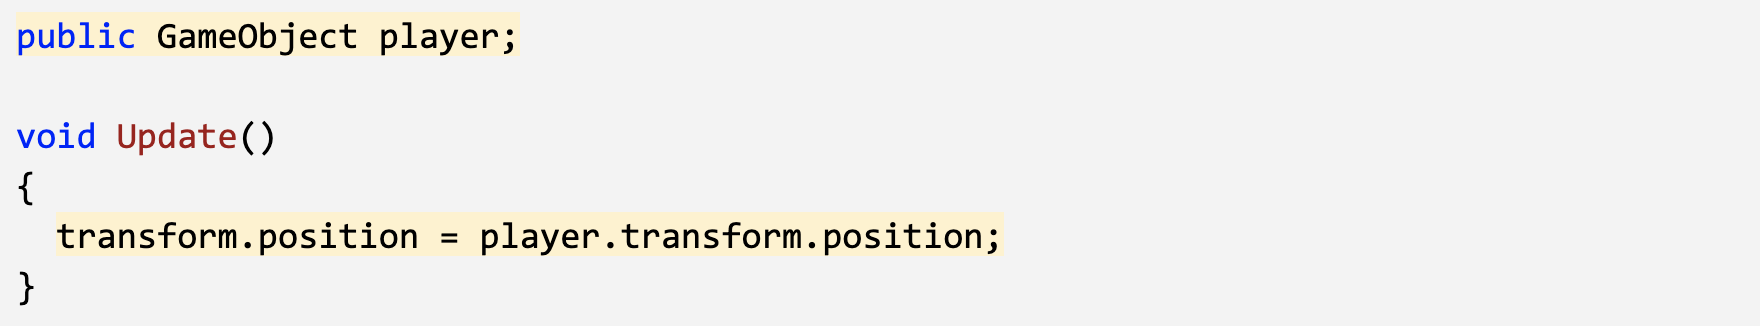 public GameObject player;
void Update()
{
transform.position = player.transform.position;
}